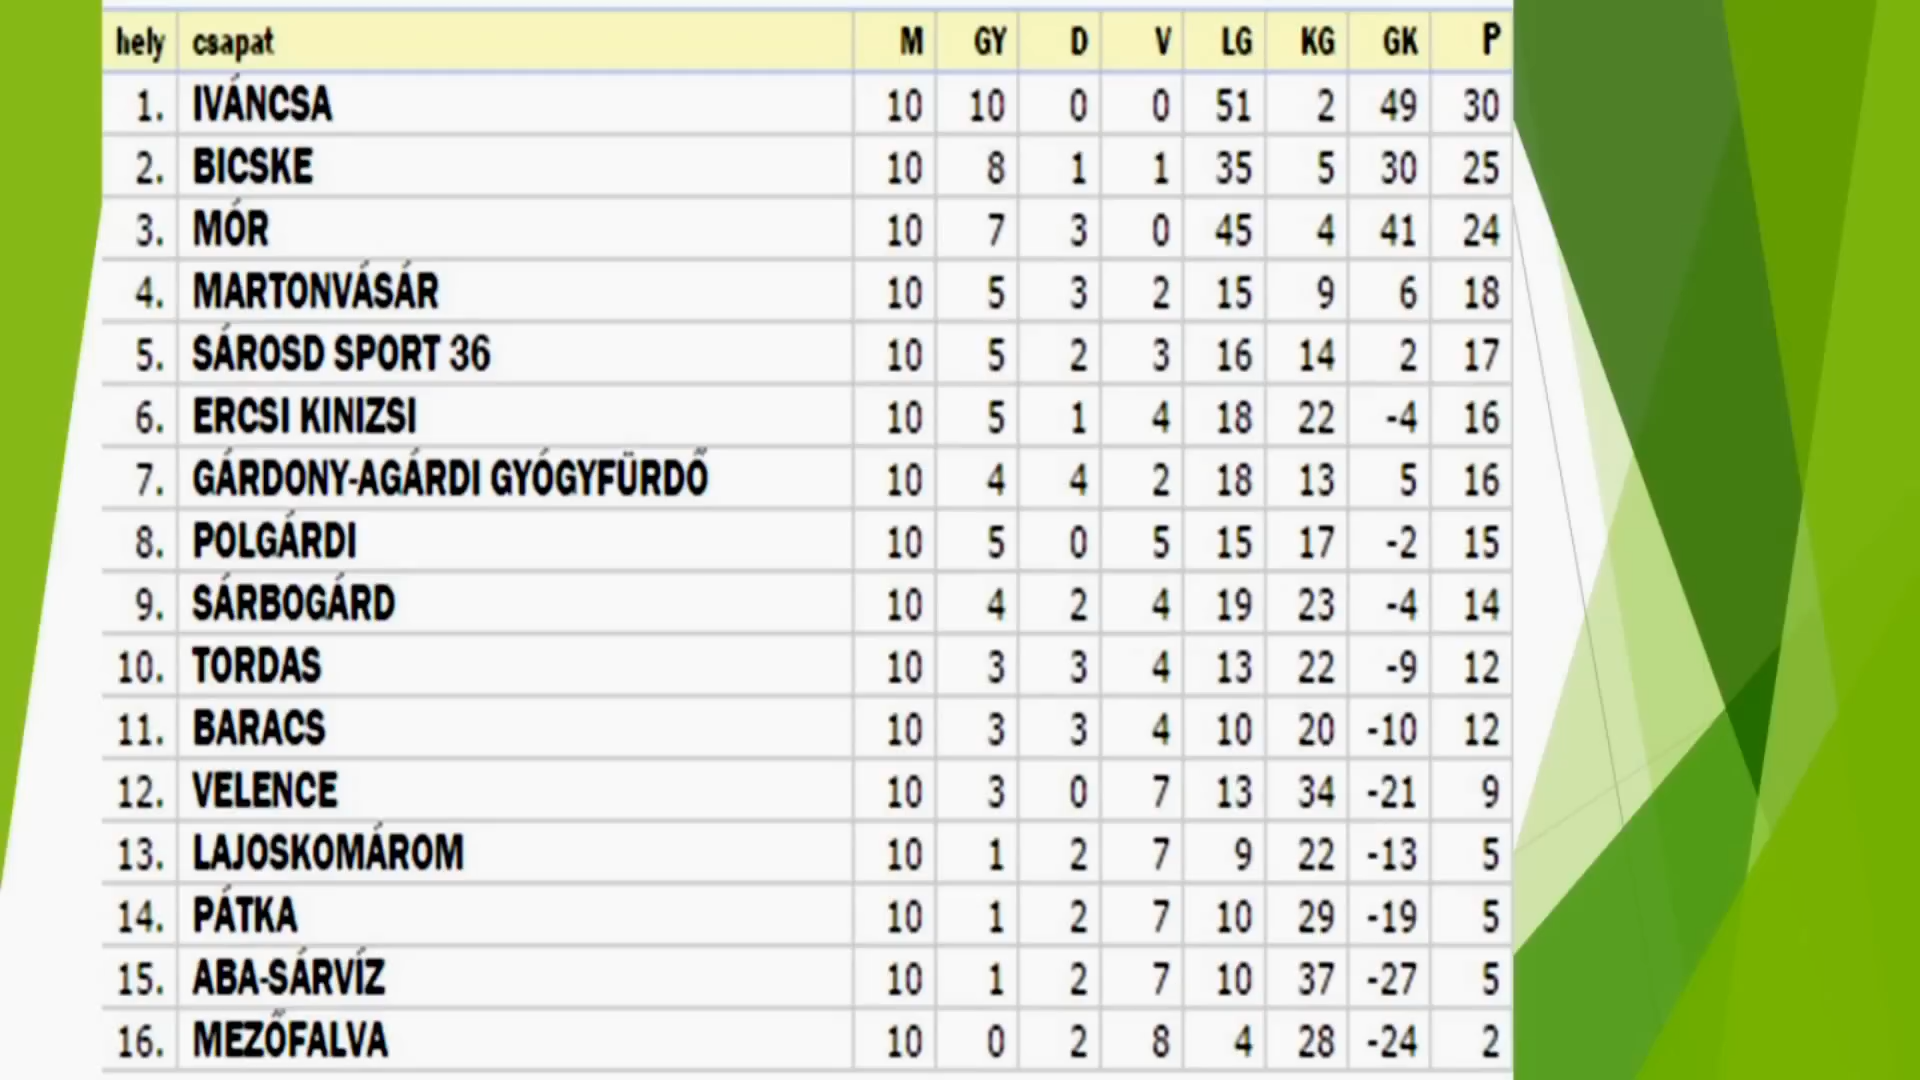 hely csapat M GY D V LG KG GK P
1. IVÁNCSA 10 10 0 0 51 2 49 30
2. BICSKE 10 8 1 1 35 5 30 25
3. MÓR 10 7 3 0 45 4 41 24
4. MARTONVÁSÁR 10 5 3 2 15 9 6 18
5. SÁROSD SPORT 36 10 5 2 3 16 14 2 17
6. ERCSI KINIZSI 10 5 1 4 18 22 -4 16
7. GÁRDONY-AGÁRDI GYÓGYFÜRDŐ 10 4 4 2 18 13 5 16
8. POLGÁRDI 10 5 0 5 15 17 -2 15
9. SÁRBOGÁRD 10 4 2 4 19 23 -4 14
10. TORDAS 10 3 3 4 13 22 -9 12
11. BARACS 10 3 3 4 10 20 -10 12
12. VELENCE 10 3 0 7 13 34 -21 9
13. LAJOSKOMÁROM 10 1 2 7 9 22 -13 5
14. PÁTKA 10 1 2 7 10 29 -19 5
15. ABA-SÁRVÍZ 10 1 2 7 10 37 -27 5
16. MEZŐFALVA 10 0 2 8 4 28 -24 2